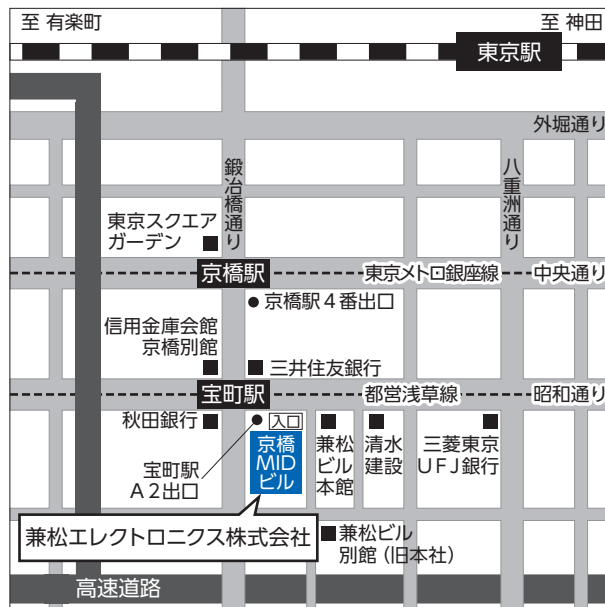 至 有楽町
至 神田
東京駅
外堀通り
鍛冶橋通り
八重洲通り
東京スクエア
ガーデン
京橋駅
東京メトロ銀座線
中央通り
京橋駅4番出口
信用金庫会館
京橋別館
三井住友銀行
宝町駅
都営浅草線
昭和通り
秋田銀行
入口
宝町駅
A2出口
京橋
MID
ビル
兼松
ビル
本館
清水
建設
三菱東京
UFJ銀行
兼松エレクトロニクス株式会社
兼松ビル
別館(旧本社)
高速道路